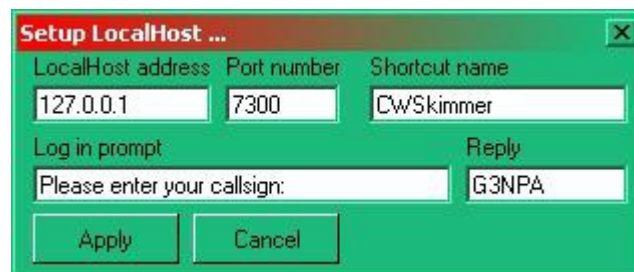 Setup LocalHost ...
LocalHost address Port number Shortcut name
127.0.0.1 7300 CWSkimmer
Log in prompt Reply
Please enter your callsign: G3NPA
Apply Cancel